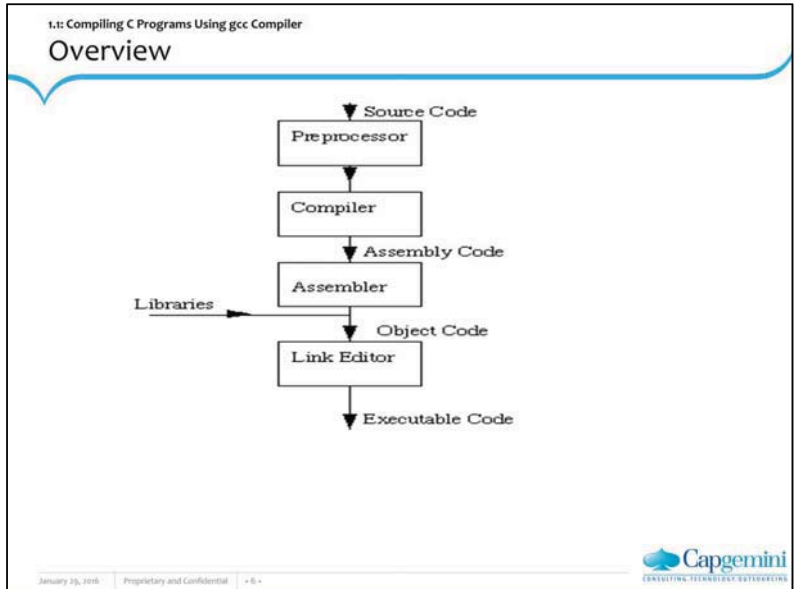 1.1: Compiling C Programs Using gcc Compiler
Overview
Source Code
Preprocessor
Compiler
Assembly Code
Assembler
Libraries
Object Code
Link Editor
Executable Code
January 29, 2016 Proprietary and Confidential • 6 •
Capgemini
CONSULTING.TECHNOLOGY.OUTSOURCING